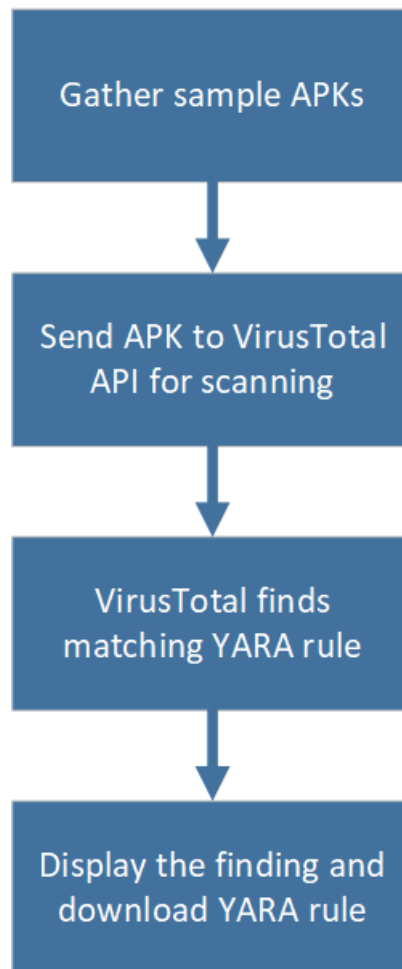 Gather sample APKs
Send APK to VirusTotal
API for scanning
VirusTotal finds
matching YARA rule
Display the finding and
download YARA rule